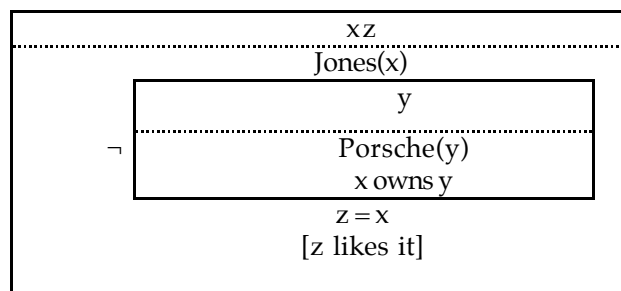 x z
Jones(x)
y
¬ Porsche(y)
x owns y
z = x
[z likes it]